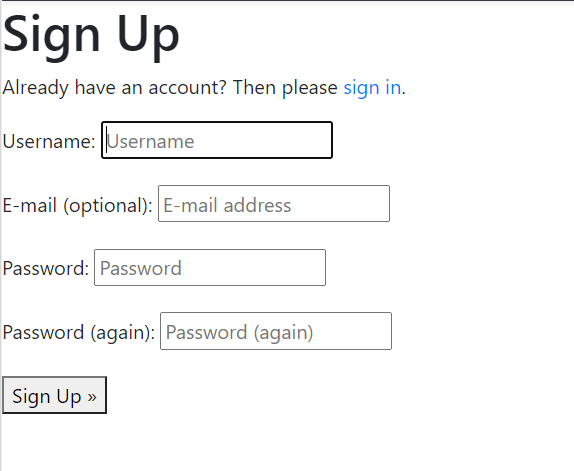 Sign Up
Already have an account? Then please sign in.
Username: Username
E-mail (optional): E-mail address
Password: Password
Password (again): Password (again)
Sign Up »